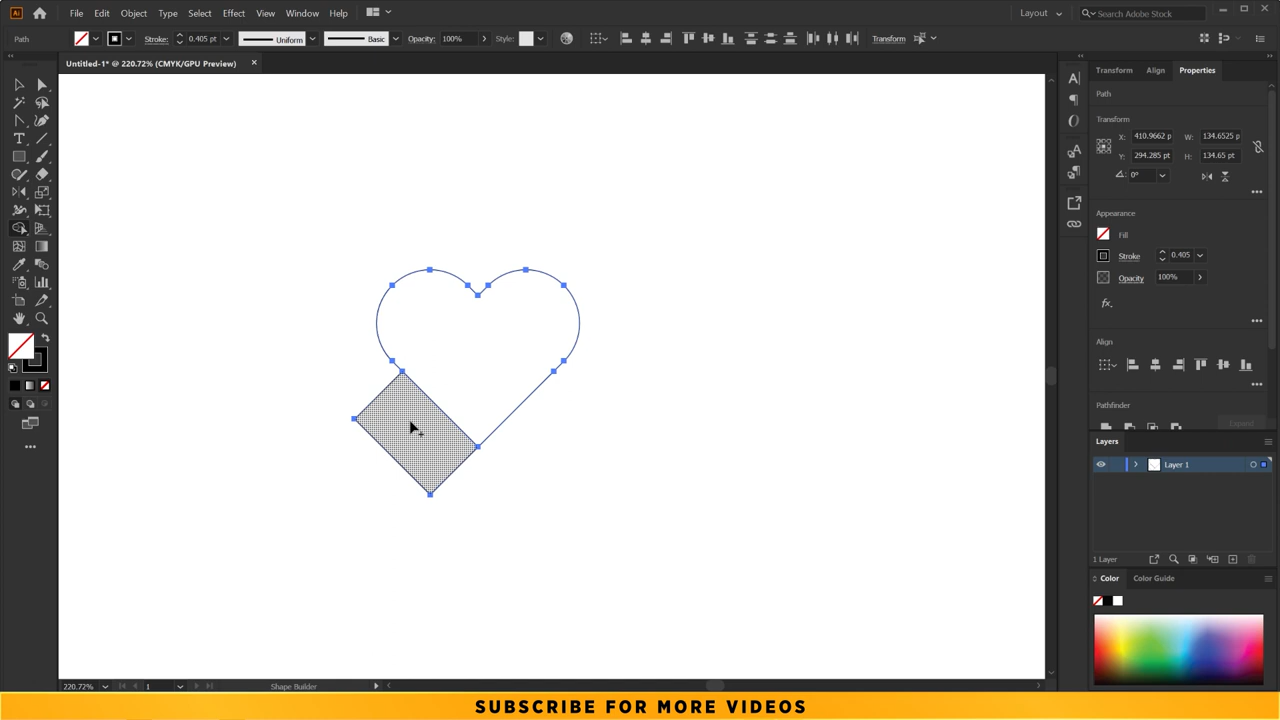 Ai File Edit Object Type Select Effect View Window Help Layout Search Adobe Stock
Path Stroke: 0.405 pt Uniform Basic Opacity: 100% Style: Transform
Untitled-1* @ 220.72% (CMYK/GPU Preview)
Transform Align Properties
Path
Transform
X: 410.9662 p W: 134.6525 p
Y: 294.285 pt H: 134.65 pt
0°
Appearance
Fill
Stroke 0.405
Opacity 100%
fx.
Align
Pathfinder
Expand
Layers
Layer 1
1 Layer
Color Color Guide
220.72% 1 Shape Builder
SUBSCRIBE FOR MORE VIDEOS